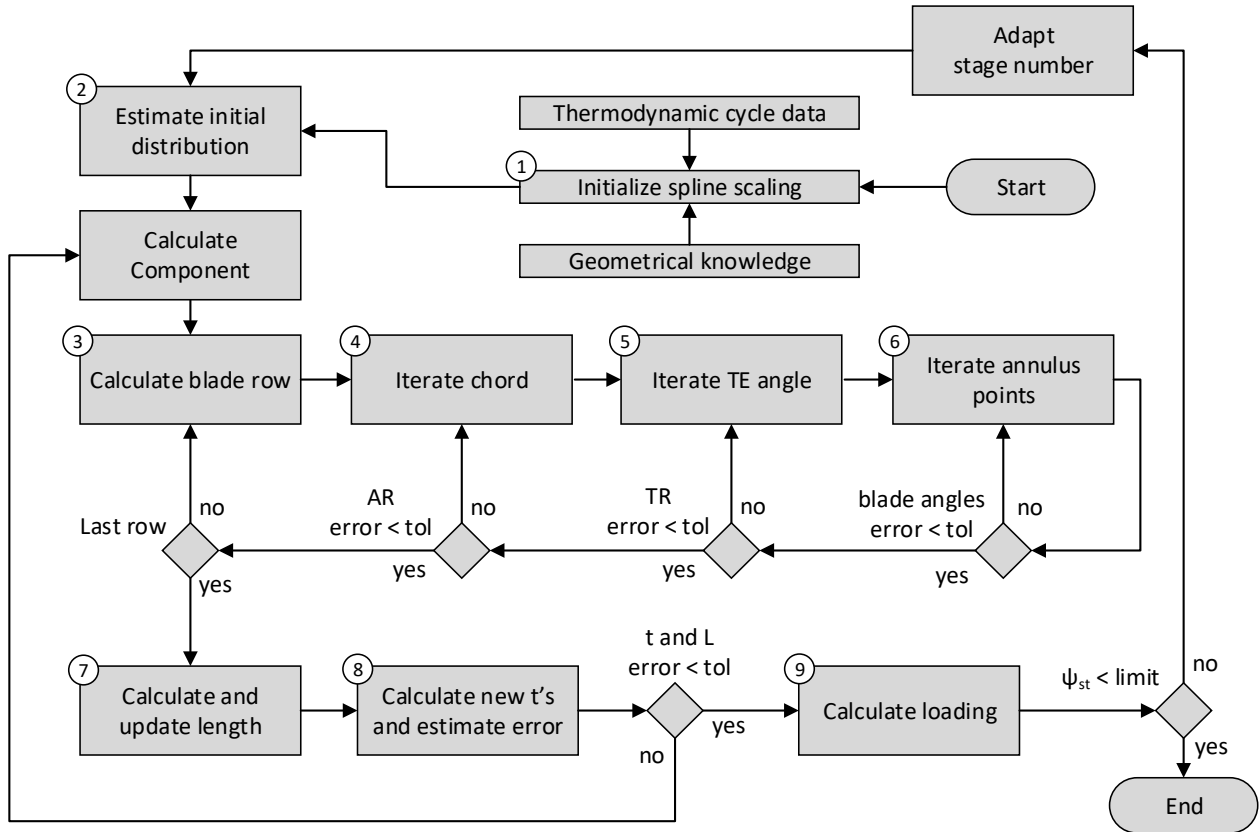 Adapt
stage number
2
Estimate initial
distribution
Thermodynamic cycle data
1
Initialize spline scaling
Start
Calculate
Component
Geometrical knowledge
3
Calculate blade row
4
Iterate chord
5
Iterate TE angle
6
Iterate annulus
points
Last row
no
yes
AR
error < tol
no
yes
TR
error < tol
no
yes
blade angles
error < tol
no
yes
7
Calculate and
update length
8
Calculate new t's
and estimate error
t and L
error < tol
yes
no
9
Calculate loading
ψst < limit
no
yes
End